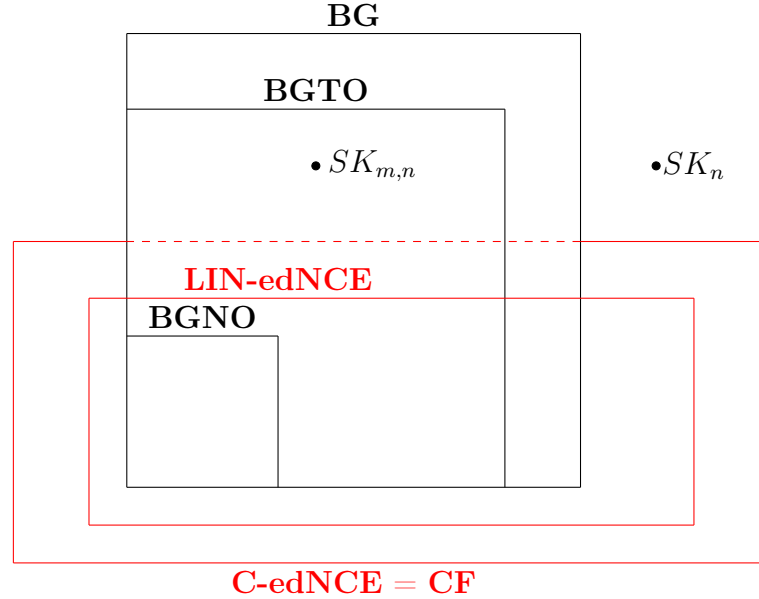 BG
BGTO
• SK_{m,n}
• SK_n
LIN-edNCE
BGNO
C-edNCE = CF